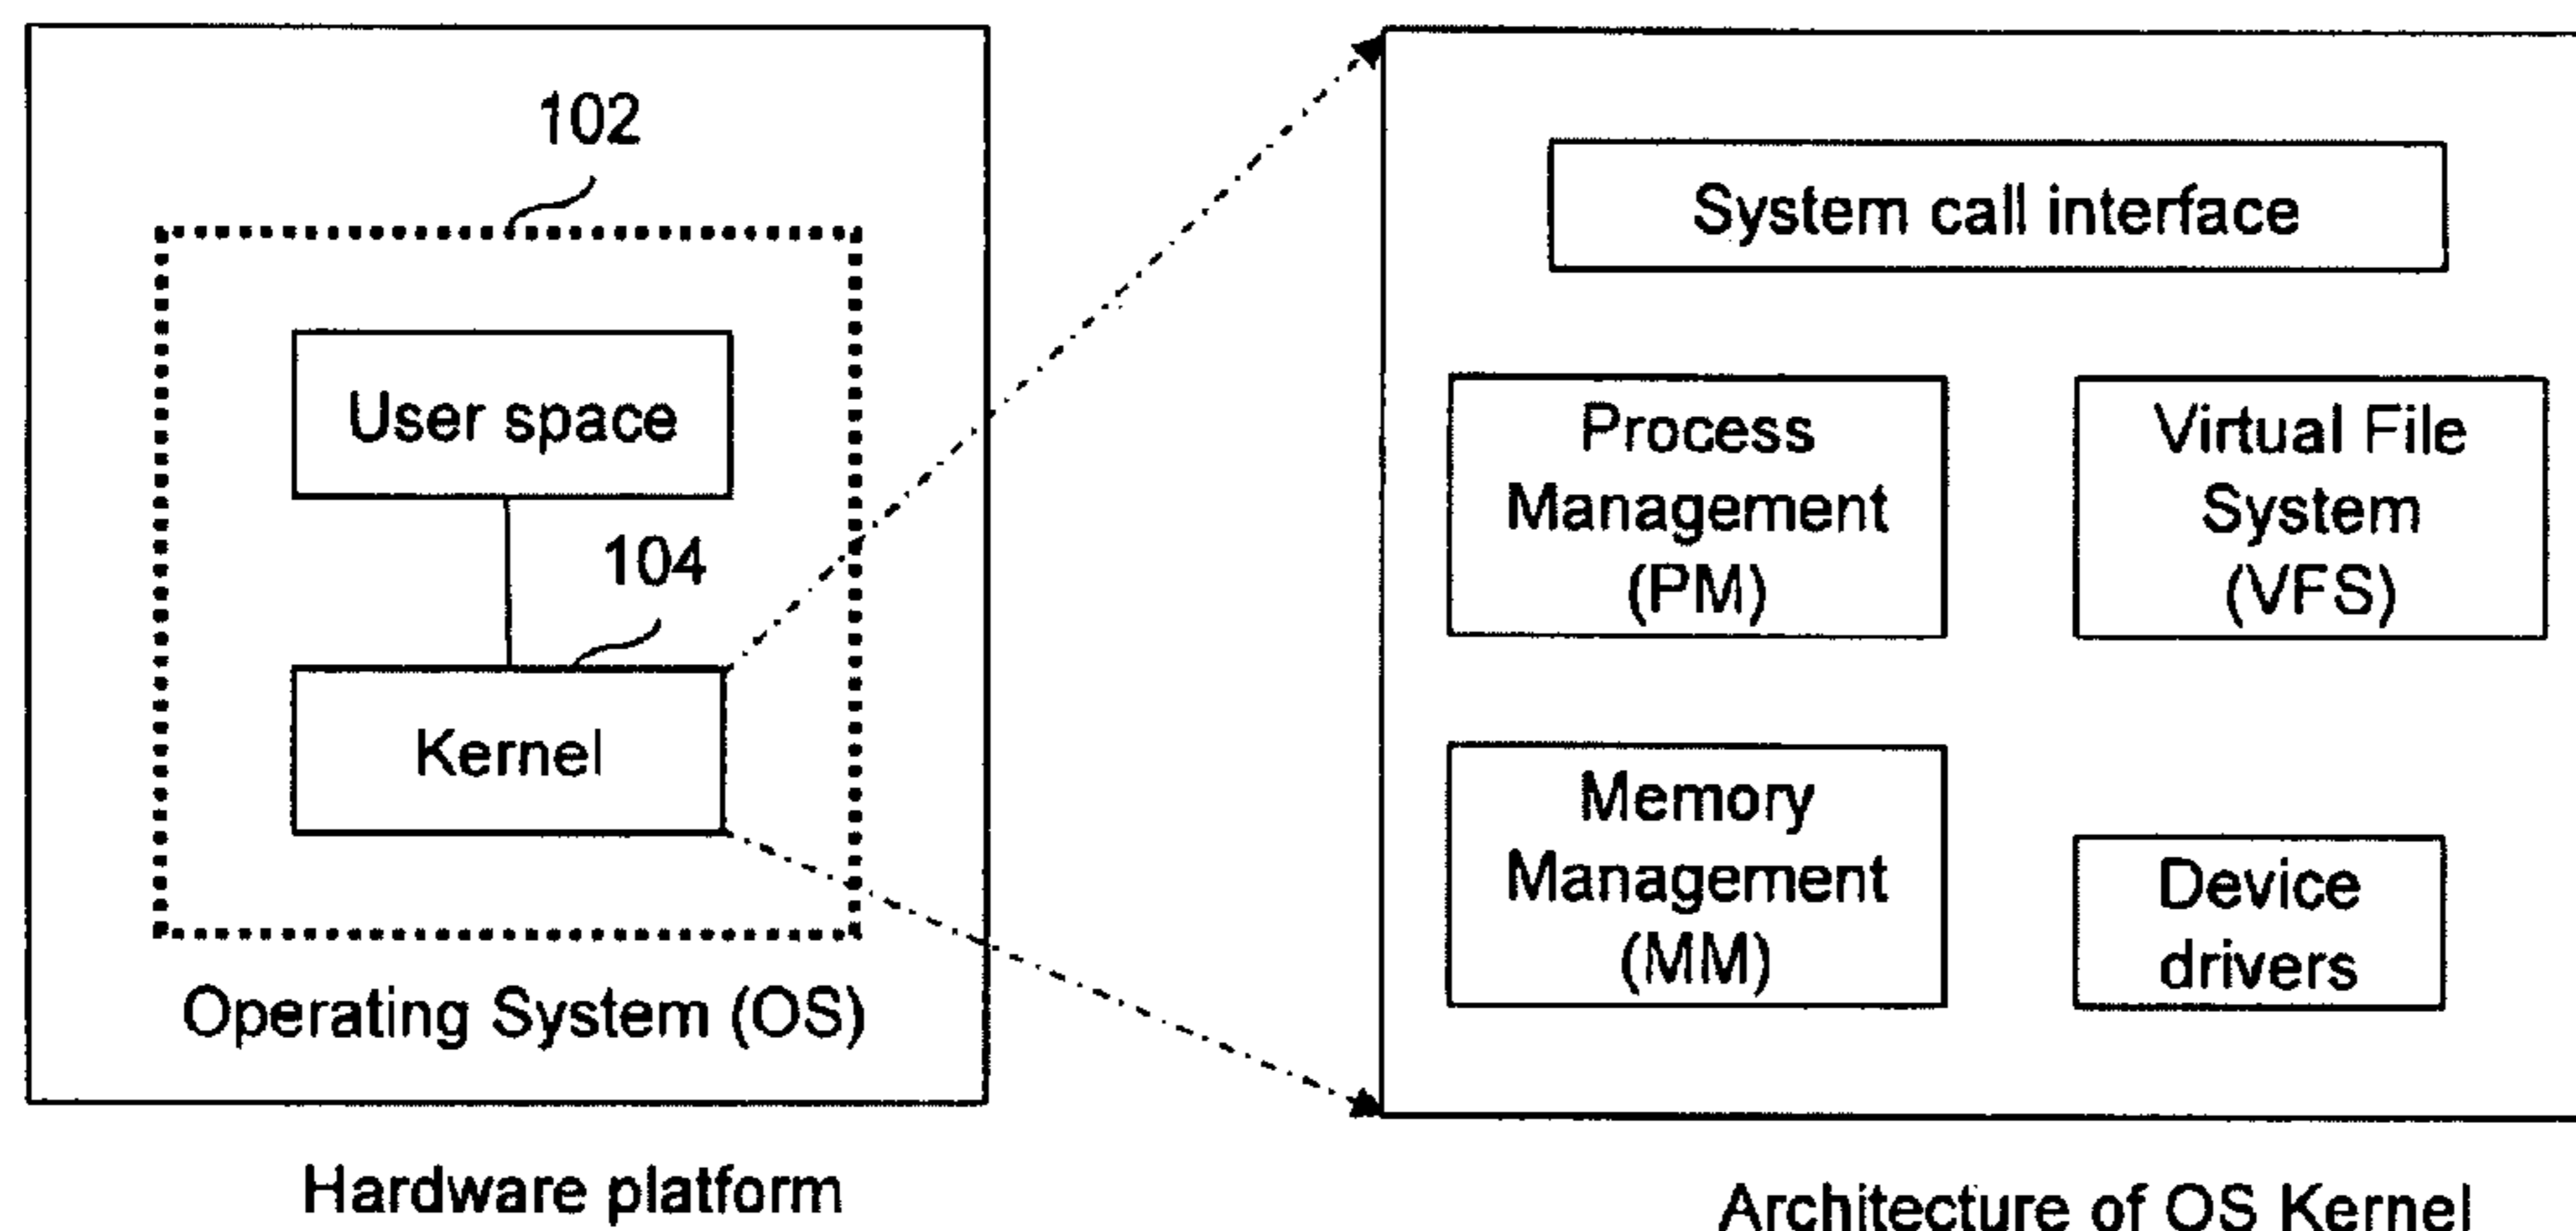 102
User space
104
Kernel
Operating System (OS)
Hardware platform
System call interface
Process
Management
(PM)
Virtual File
System
(VFS)
Memory
Management
(MM)
Device
drivers
Architecture of OS Kernel